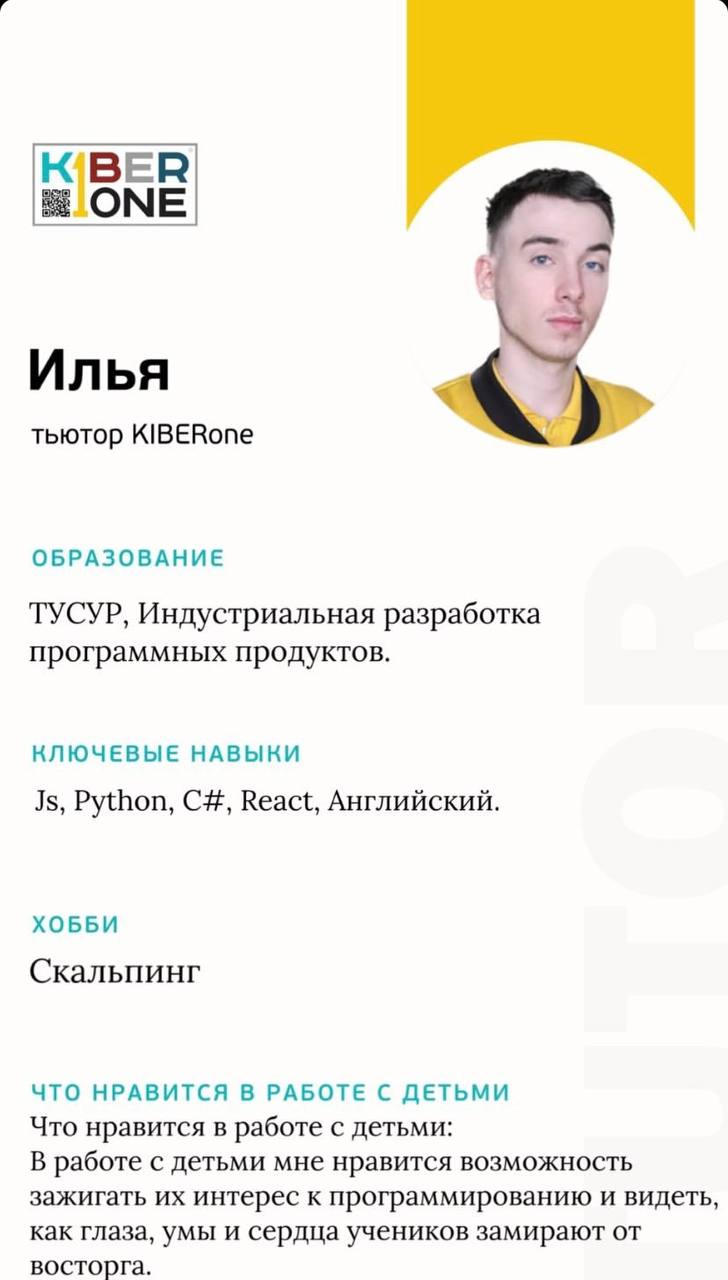 KIBER
ONE
Илья
тьютор KIBERone
ОБРАЗОВАНИЕ
ТУСУР, Индустриальная разработка
программных продуктов.
КЛЮЧЕВЫЕ НАВЫКИ
Js, Python, C#, React, Английский.
ХОББИ
Скальпинг
ЧТО НРАВИТСЯ В РАБОТЕ С ДЕТЬМИ
Что нравится в работе с детьми:
В работе с детьми мне нравится возможность
зажигать их интерес к программированию и видеть,
как глаза, умы и сердца учеников замирают от
восторга.
TUTOR